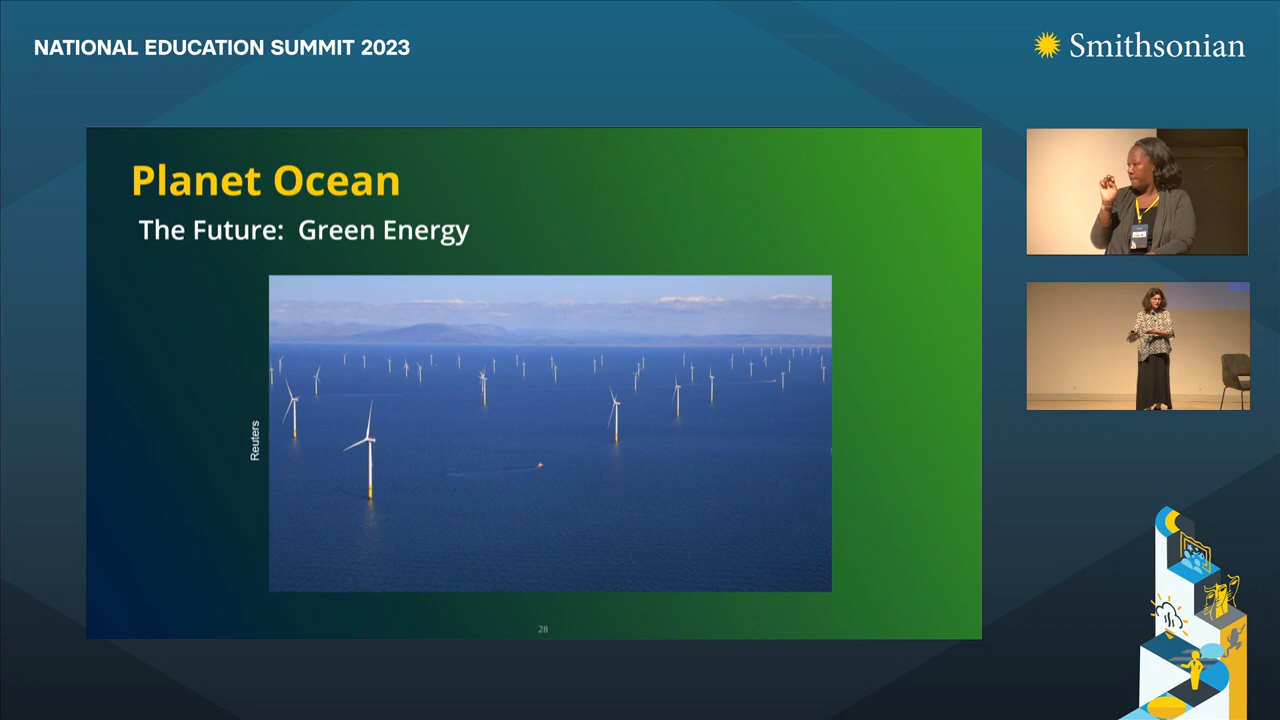 NATIONAL EDUCATION SUMMIT 2023
Smithsonian
Planet Ocean
The Future: Green Energy
Reuters
28